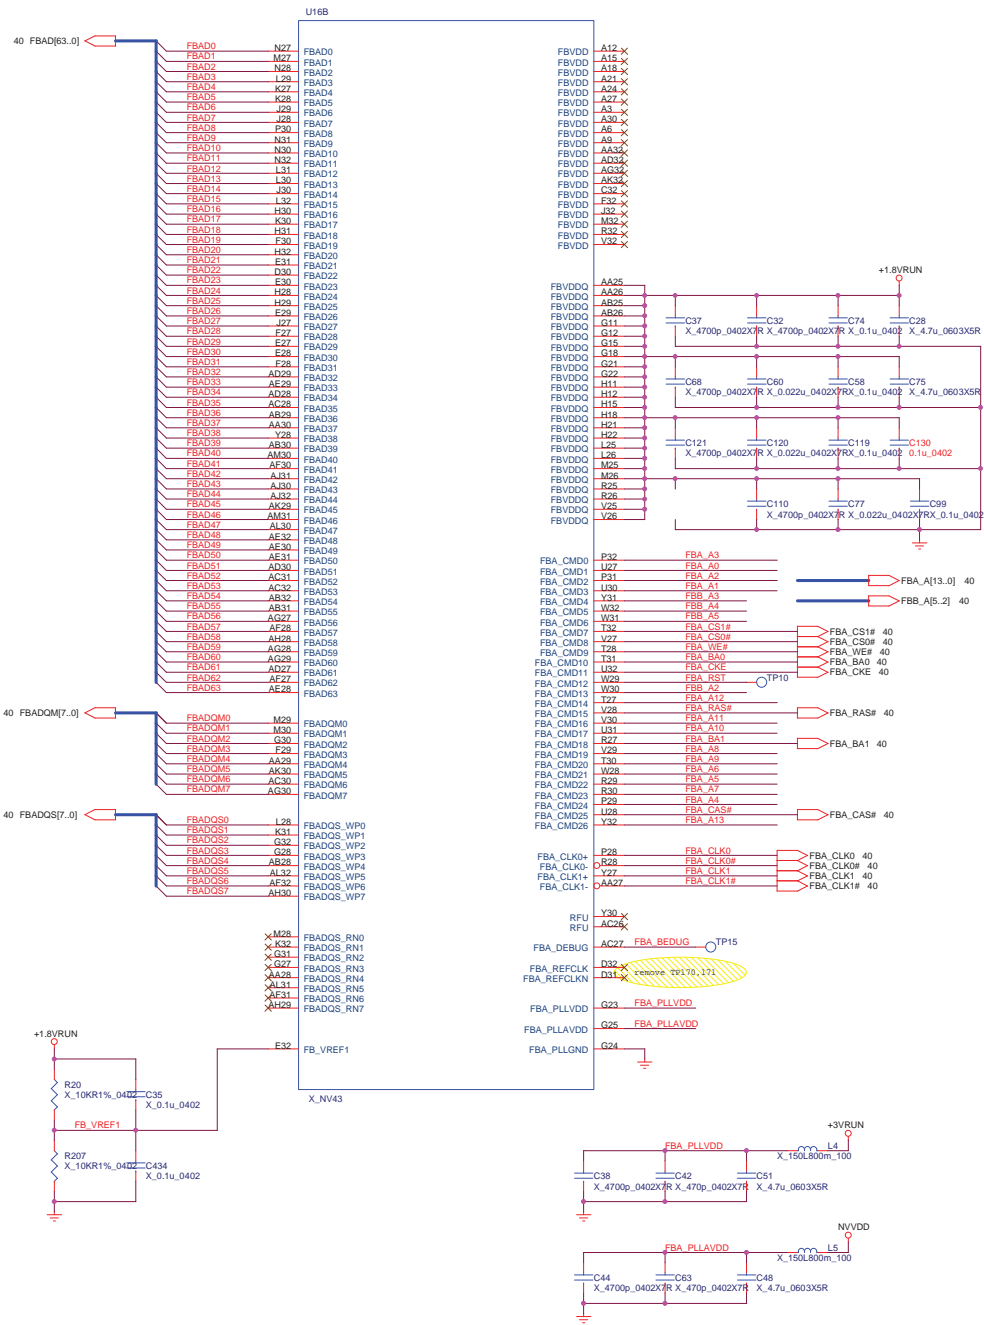 U16B
40 FBAD[63..0]
FBAD0 N27 FBAD0
FBAD1 M27 FBAD1
FBAD2 N28 FBAD2
FBAD3 L29 FBAD3
FBAD4 K27 FBAD4
FBAD5 K28 FBAD5
FBAD6 J29 FBAD6
FBAD7 J28 FBAD7
FBAD8 P30 FBAD8
FBAD9 N31 FBAD9
FBAD10 N30 FBAD10
FBAD11 N32 FBAD11
FBAD12 L31 FBAD12
FBAD13 L30 FBAD13
FBAD14 J30 FBAD14
FBAD15 L32 FBAD15
FBAD16 H30 FBAD16
FBAD17 K30 FBAD17
FBAD18 H31 FBAD18
FBAD19 F30 FBAD19
FBAD20 H32 FBAD20
FBAD21 E31 FBAD21
FBAD22 D30 FBAD22
FBAD23 E30 FBAD23
FBAD24 H28 FBAD24
FBAD25 H29 FBAD25
FBAD26 E29 FBAD26
FBAD27 J27 FBAD27
FBAD28 F27 FBAD28
FBAD29 E27 FBAD29
FBAD30 E28 FBAD30
FBAD31 F28 FBAD31
FBAD32 AD29 FBAD32
FBAD33 AE29 FBAD33
FBAD34 AD28 FBAD34
FBAD35 AC28 FBAD35
FBAD36 AB29 FBAD36
FBAD37 AA30 FBAD37
FBAD38 Y28 FBAD38
FBAD39 AB30 FBAD39
FBAD40 AM30 FBAD40
FBAD41 AF30 FBAD41
FBAD42 AJ31 FBAD42
FBAD43 AJ30 FBAD43
FBAD44 AJ32 FBAD44
FBAD45 AK29 FBAD45
FBAD46 AM31 FBAD46
FBAD47 AL30 FBAD47
FBAD48 AE32 FBAD48
FBAD49 AE30 FBAD49
FBAD50 AE31 FBAD50
FBAD51 AD30 FBAD51
FBAD52 AC31 FBAD52
FBAD53 AC32 FBAD53
FBAD54 AB32 FBAD54
FBAD55 AB31 FBAD55
FBAD56 AG27 FBAD56
FBAD57 AF28 FBAD57
FBAD58 AH28 FBAD58
FBAD59 AG28 FBAD59
FBAD60 AG29 FBAD60
FBAD61 AD27 FBAD61
FBAD62 AF27 FBAD62
FBAD63 AE28 FBAD63
40 FBADQM[7..0]
FBADQM0 M29 FBADQM0
FBADQM1 M30 FBADQM1
FBADQM2 G30 FBADQM2
FBADQM3 F29 FBADQM3
FBADQM4 AA29 FBADQM4
FBADQM5 AK30 FBADQM5
FBADQM6 AC30 FBADQM6
FBADQM7 AG30 FBADQM7
40 FBADQS[7..0]
FBADQS0 L28 FBADQS_WP0
FBADQS1 K31 FBADQS_WP1
FBADQS2 G32 FBADQS_WP2
FBADQS3 G28 FBADQS_WP3
FBADQS4 AB28 FBADQS_WP4
FBADQS5 AL32 FBADQS_WP5
FBADQS6 AF32 FBADQS_WP6
FBADQS7 AH30 FBADQS_WP7
M28 FBADQS_RN0
K32 FBADQS_RN1
G31 FBADQS_RN2
G27 FBADQS_RN3
AA28 FBADQS_RN4
AL31 FBADQS_RN5
AF31 FBADQS_RN6
AH29 FBADQS_RN7
E32 FB_VREF1
X_NV43
FBVDD A12
FBVDD A15
FBVDD A18
FBVDD A21
FBVDD A24
FBVDD A27
FBVDD A3
FBVDD A30
FBVDD A6
FBVDD A9
FBVDD AA32
FBVDD AD32
FBVDD AG32
FBVDD AK32
FBVDD C32
FBVDD F32
FBVDD J32
FBVDD M32
FBVDD R32
FBVDD V32
FBVDDQ AA25
FBVDDQ AA26
FBVDDQ AB25
FBVDDQ AB26
FBVDDQ G11
FBVDDQ G12
FBVDDQ G15
FBVDDQ G18
FBVDDQ G21
FBVDDQ G22
FBVDDQ H11
FBVDDQ H12
FBVDDQ H15
FBVDDQ H18
FBVDDQ H21
FBVDDQ H22
FBVDDQ L25
FBVDDQ L26
FBVDDQ M25
FBVDDQ M26
FBVDDQ R25
FBVDDQ R26
FBVDDQ V25
FBVDDQ V26
+1.8VRUN
C37 C32 C74 C28
X_4700p_0402X7R X_4700p_0402X7R X_0.1u_0402 X_4.7u_0603X5R
C68 C60 C58 C75
X_4700p_0402X7R X_0.022u_0402X7R X_0.1u_0402 X_4.7u_0603X5R
C121 C120 C119 C130
X_4700p_0402X7R X_0.022u_0402X7R X_0.1u_0402 0.1u_0402
C110 C77 C99
X_4700p_0402X7R X_0.022u_0402X7R X_0.1u_0402
FBA_CMD0 P32 FBA_A3
FBA_CMD1 U27 FBA_A0
FBA_CMD2 P31 FBA_A2
FBA_CMD3 U30 FBA_A1
FBA_CMD4 Y31 FBB_A3
FBA_CMD5 W32 FBB_A4
FBA_CMD6 W31 FBB_A5
FBA_CMD7 T32 FBA_CS1#
FBA_CMD8 V27 FBA_CS0#
FBA_CMD9 T28 FBA_WE#
FBA_CMD10 T31 FBA_BA0
FBA_CMD11 U32 FBA_CKE
FBA_CMD12 W29 FBA_RST TP10
FBA_CMD13 W30 FBB_A2
FBA_CMD14 T27 FBA_A12
FBA_CMD15 V28 FBA_RAS#
FBA_CMD16 V30 FBA_A11
FBA_CMD17 U31 FBA_A10
FBA_CMD18 R27 FBA_BA1
FBA_CMD19 V29 FBA_A8
FBA_CMD20 T30 FBA_A9
FBA_CMD21 W28 FBA_A6
FBA_CMD22 R29 FBA_A5
FBA_CMD23 R30 FBA_A7
FBA_CMD24 P29 FBA_A4
FBA_CMD25 U28 FBA_CAS#
FBA_CMD26 Y32 FBA_A13
FBA_A[13..0] 40
FBB_A[5..2] 40
FBA_CS1# 40
FBA_CS0# 40
FBA_WE# 40
FBA_BA0 40
FBA_CKE 40
FBA_RAS# 40
FBA_BA1 40
FBA_CAS# 40
FBA_CLK0+ P28 FBA_CLK0 FBA_CLK0 40
FBA_CLK0- R28 FBA_CLK0# FBA_CLK0# 40
FBA_CLK1+ Y27 FBA_CLK1 FBA_CLK1 40
FBA_CLK1- AA27 FBA_CLK1# FBA_CLK1# 40
RFU Y30
RFU AC26
FBA_DEBUG AC27 FBA_BEDUG TP15
FBA_REFCLK D32
FBA_REFCLKN D31
remove TP170,171
FBA_PLLVDD G23 FBA_PLLVDD
FBA_PLLAVDD G25 FBA_PLLAVDD
FBA_PLLGND G24
+1.8VRUN
R20
X_10KR1%_0402
C35
X_0.1u_0402
FB_VREF1
R207
X_10KR1%_0402
C434
X_0.1u_0402
+3VRUN
FBA_PLLVDD L4
X_150L800m_100
C38 C42 C51
X_4700p_0402X7R X_470p_0402X7R X_4.7u_0603X5R
NVVDD
FBA_PLLAVDD L5
X_150L800m_100
C44 C63 C48
X_4700p_0402X7R X_470p_0402X7R X_4.7u_0603X5R